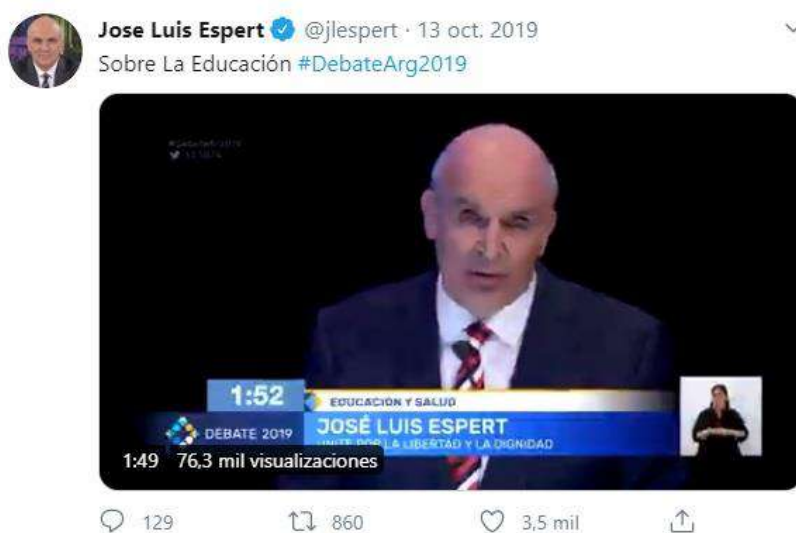 Jose Luis Espert @jlespert · 13 oct. 2019
Sobre La Educación #DebateArg2019
1:52
EDUCACIÓN Y SALUD
DEBATE 2019
JOSÉ LUIS ESPERT
UNITE POR LA LIBERTAD Y LA DIGNIDAD
1:49 76,3 mil visualizaciones
129 860 3,5 mil